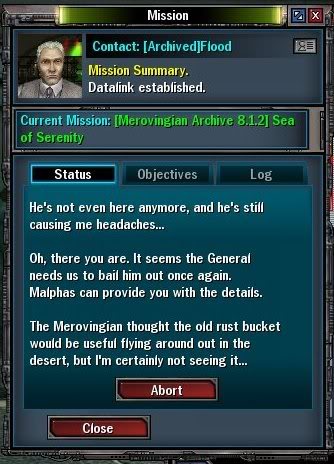 Mission
Contact: [Archived]Flood
Mission Summary.
Datalink established.
Current Mission: [Merovingian Archive 8.1.2] Sea
of Serenity
Status Objectives Log
He's not even here anymore, and he's still
causing me headaches...
Oh, there you are. It seems the General
needs us to bail him out once again.
Malphas can provide you with the details.
The Merovingian thought the old rust bucket
would be useful flying around out in the
desert, but I'm certainly not seeing it...
Abort
Close